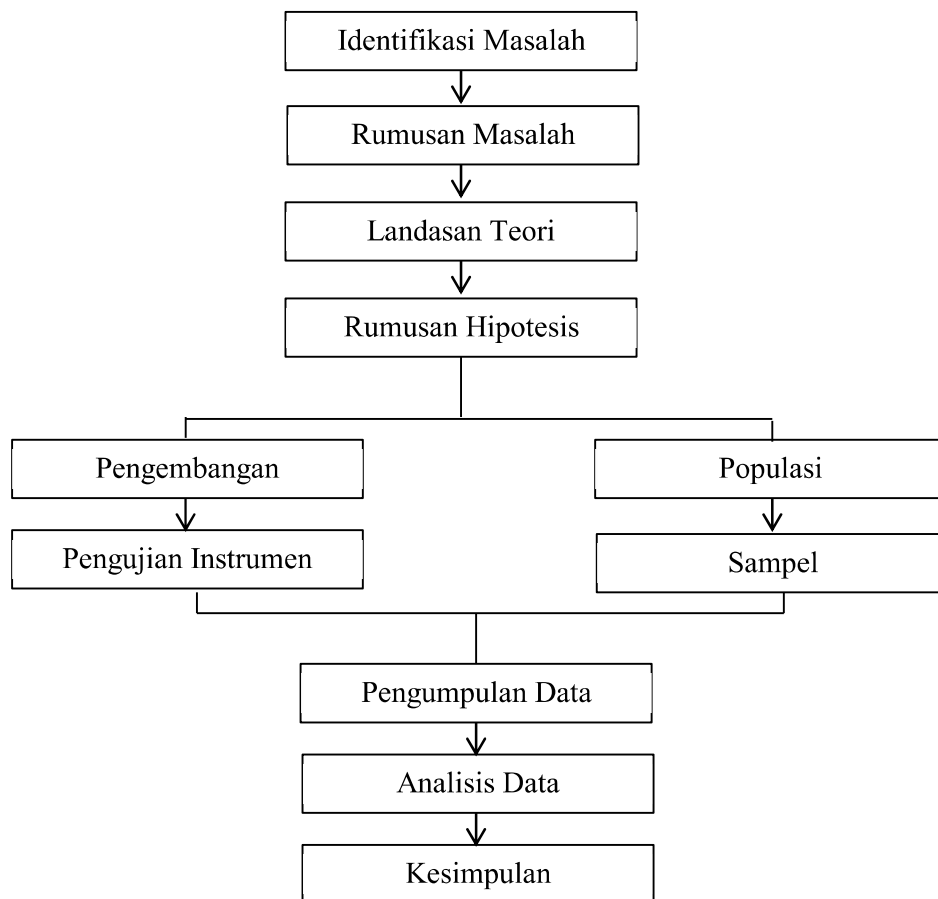 Identifikasi Masalah
Rumusan Masalah
Landasan Teori
Rumusan Hipotesis
Pengembangan
Populasi
Pengujian Instrumen
Sampel
Pengumpulan Data
Analisis Data
Kesimpulan